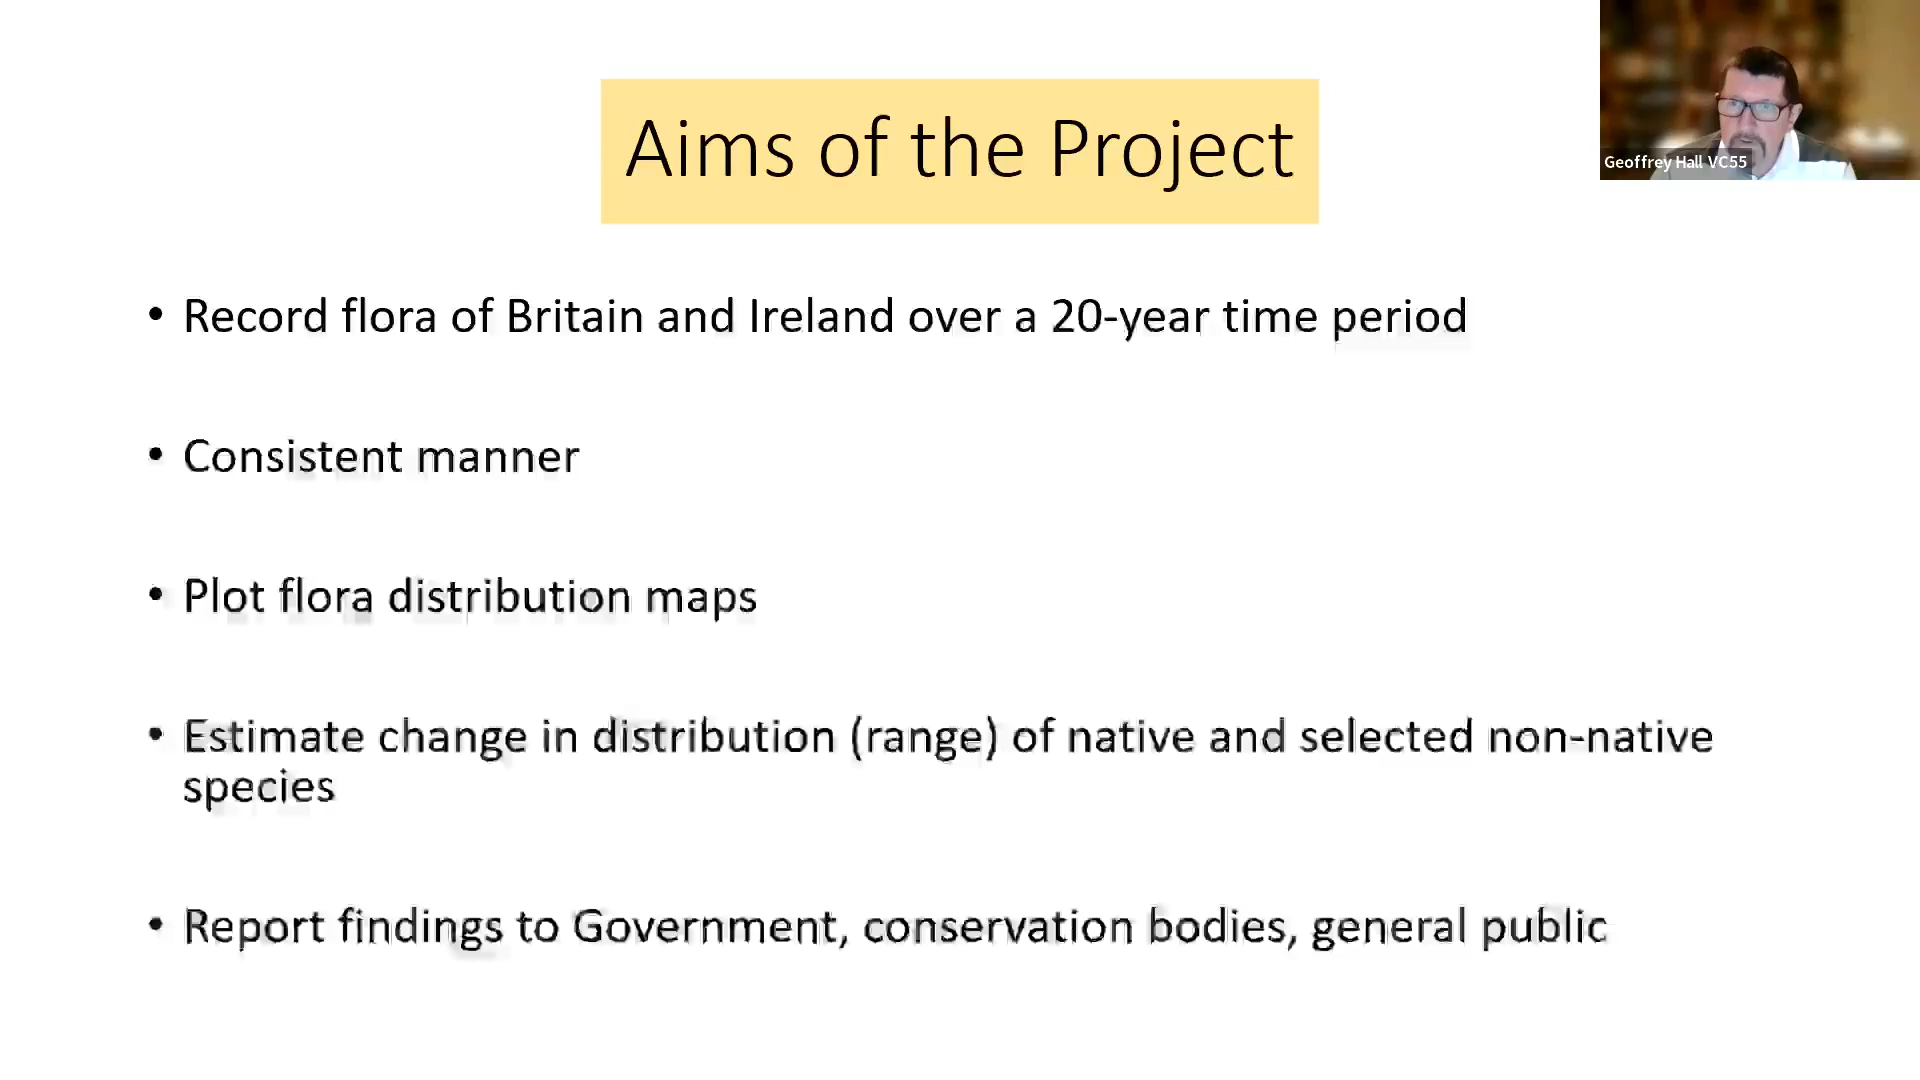 Aims of the Project
Geoffrey Hall VC55
• Record flora of Britain and Ireland over a 20-year time period
• Consistent manner
• Plot flora distribution maps
• Estimate change in distribution (range) of native and selected non-native
species
• Report findings to Government, conservation bodies, general public